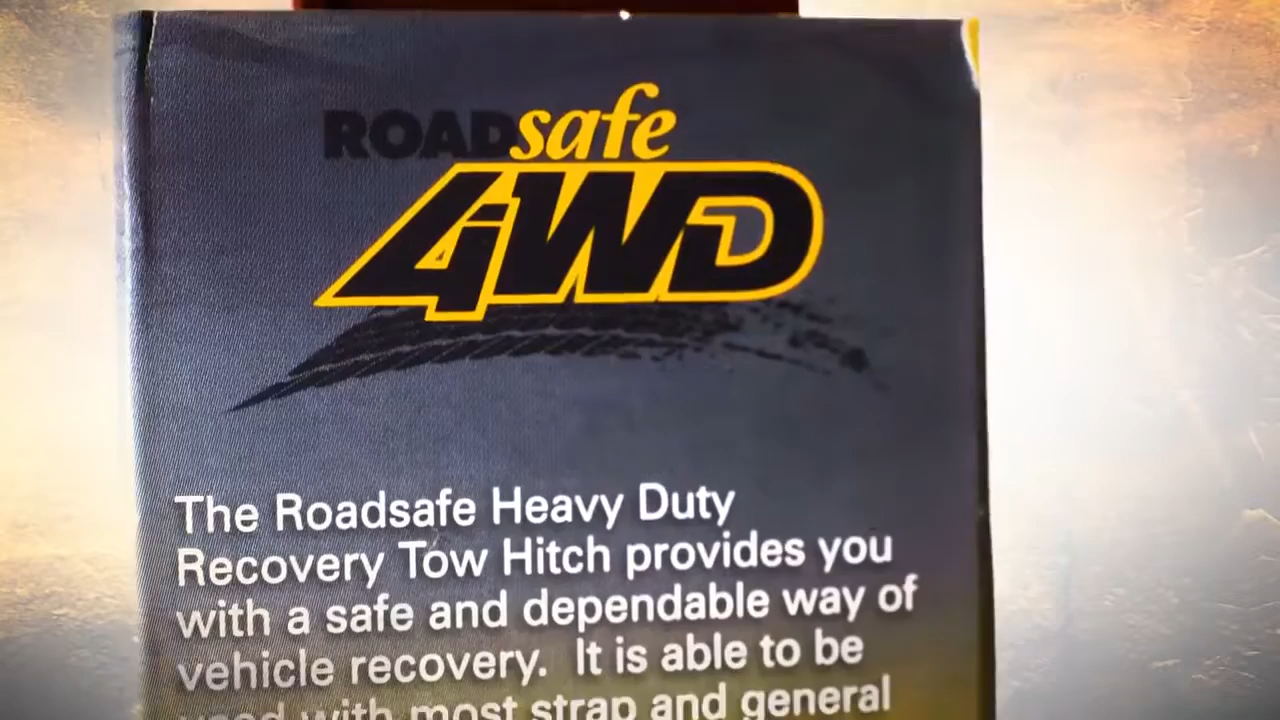 ROADsafe
4WD
The Roadsafe Heavy Duty
Recovery Tow Hitch provides you
with a safe and dependable way of
vehicle recovery. It is able to be
used with most strap and general